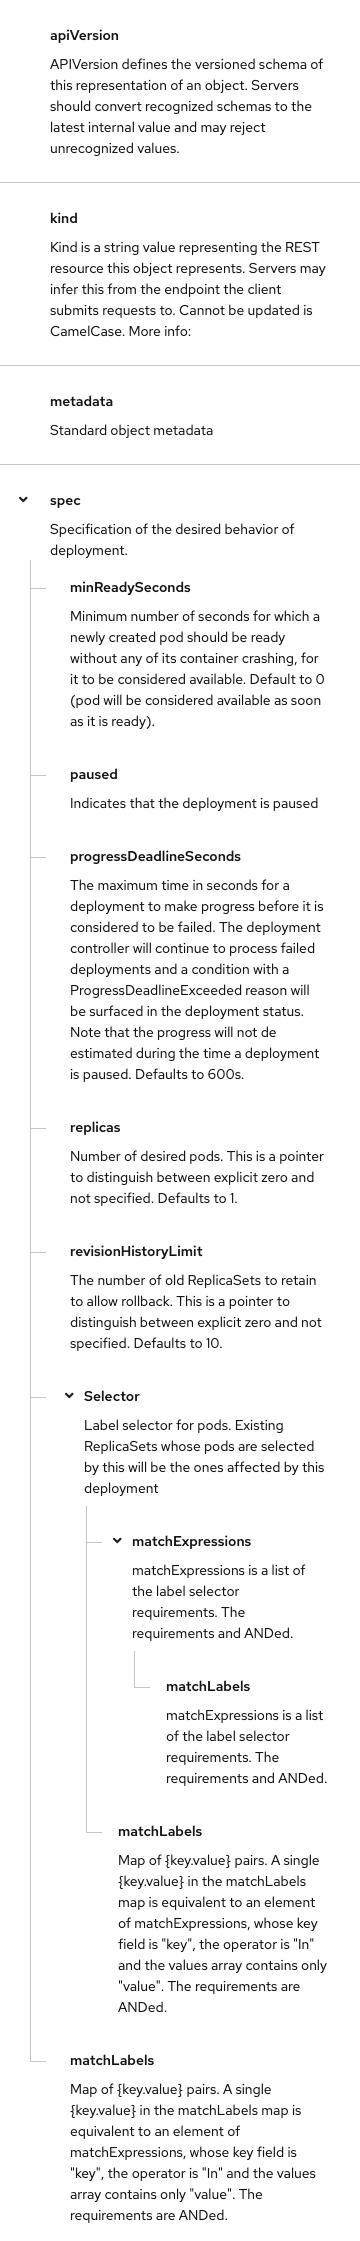 apiVersion
APIVersion defines the versioned schema of
this representation of an object. Servers
should convert recognized schemas to the
latest internal value and may reject
unrecognized values.
kind
Kind is a string value representing the REST
resource this object represents. Servers may
infer this from the endpoint the client
submits requests to. Cannot be updated is
CamelCase. More info:
metadata
Standard object metadata
spec
Specification of the desired behavior of
deployment.
minReadySeconds
Minimum number of seconds for which a
newly created pod should be ready
without any of its container crashing, for
it to be considered available. Default to 0
(pod will be considered available as soon
as it is ready).
paused
Indicates that the deployment is paused
progressDeadlineSeconds
The maximum time in seconds for a
deployment to make progress before it is
considered to be failed. The deployment
controller will continue to process failed
deployments and a condition with a
ProgressDeadlineExceeded reason will
be surfaced in the deployment status.
Note that the progress will not de
estimated during the time a deployment
is paused. Defaults to 600s.
replicas
Number of desired pods. This is a pointer
to distinguish between explicit zero and
not specified. Defaults to 1.
revisionHistoryLimit
The number of old ReplicaSets to retain
to allow rollback. This is a pointer to
distinguish between explicit zero and not
specified. Defaults to 10.
Selector
Label selector for pods. Existing
ReplicaSets whose pods are selected
by this will be the ones affected by this
deployment
matchExpressions
matchExpressions is a list of
the label selector
requirements. The
requirements and ANDed.
matchLabels
matchExpressions is a list
of the label selector
requirements. The
requirements and ANDed.
matchLabels
Map of {key.value} pairs. A single
{key.value} in the matchLabels
map is equivalent to an element
of matchExpressions, whose key
field is "key", the operator is "In"
and the values array contains only
"value". The requirements are
ANDed.
matchLabels
Map of {key.value} pairs. A single
{key.value} in the matchLabels map is
equivalent to an element of
matchExpressions, whose key field is
"key", the operator is "In" and the values
array contains only "value". The
requirements are ANDed.